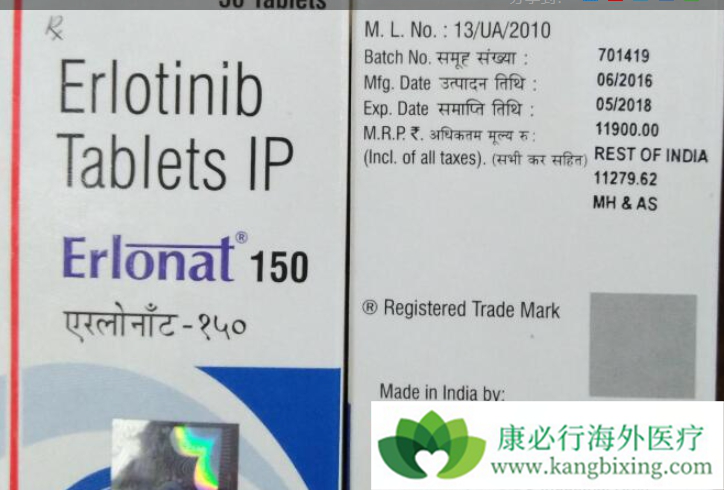 30 Tablets
Rx
Erlotinib
Tablets IP
Erlonat® 150
एरलोनाँट -१५०
M. L. No. : 13/UA/2010
Batch No. समूह संख्या : 701419
Mfg. Date उत्पादन तिथि : 06/2016
Exp. Date समाप्ति तिथि : 05/2018
M.R.P. ₹. अधिकतम मूल्य रु : 11900.00
(Incl. of all taxes). (सभी कर सहित) REST OF INDIA
11279.62
MH & AS
® Registered Trade Mark
Made in India by:
康必行海外医疗
www.kangbixing.com